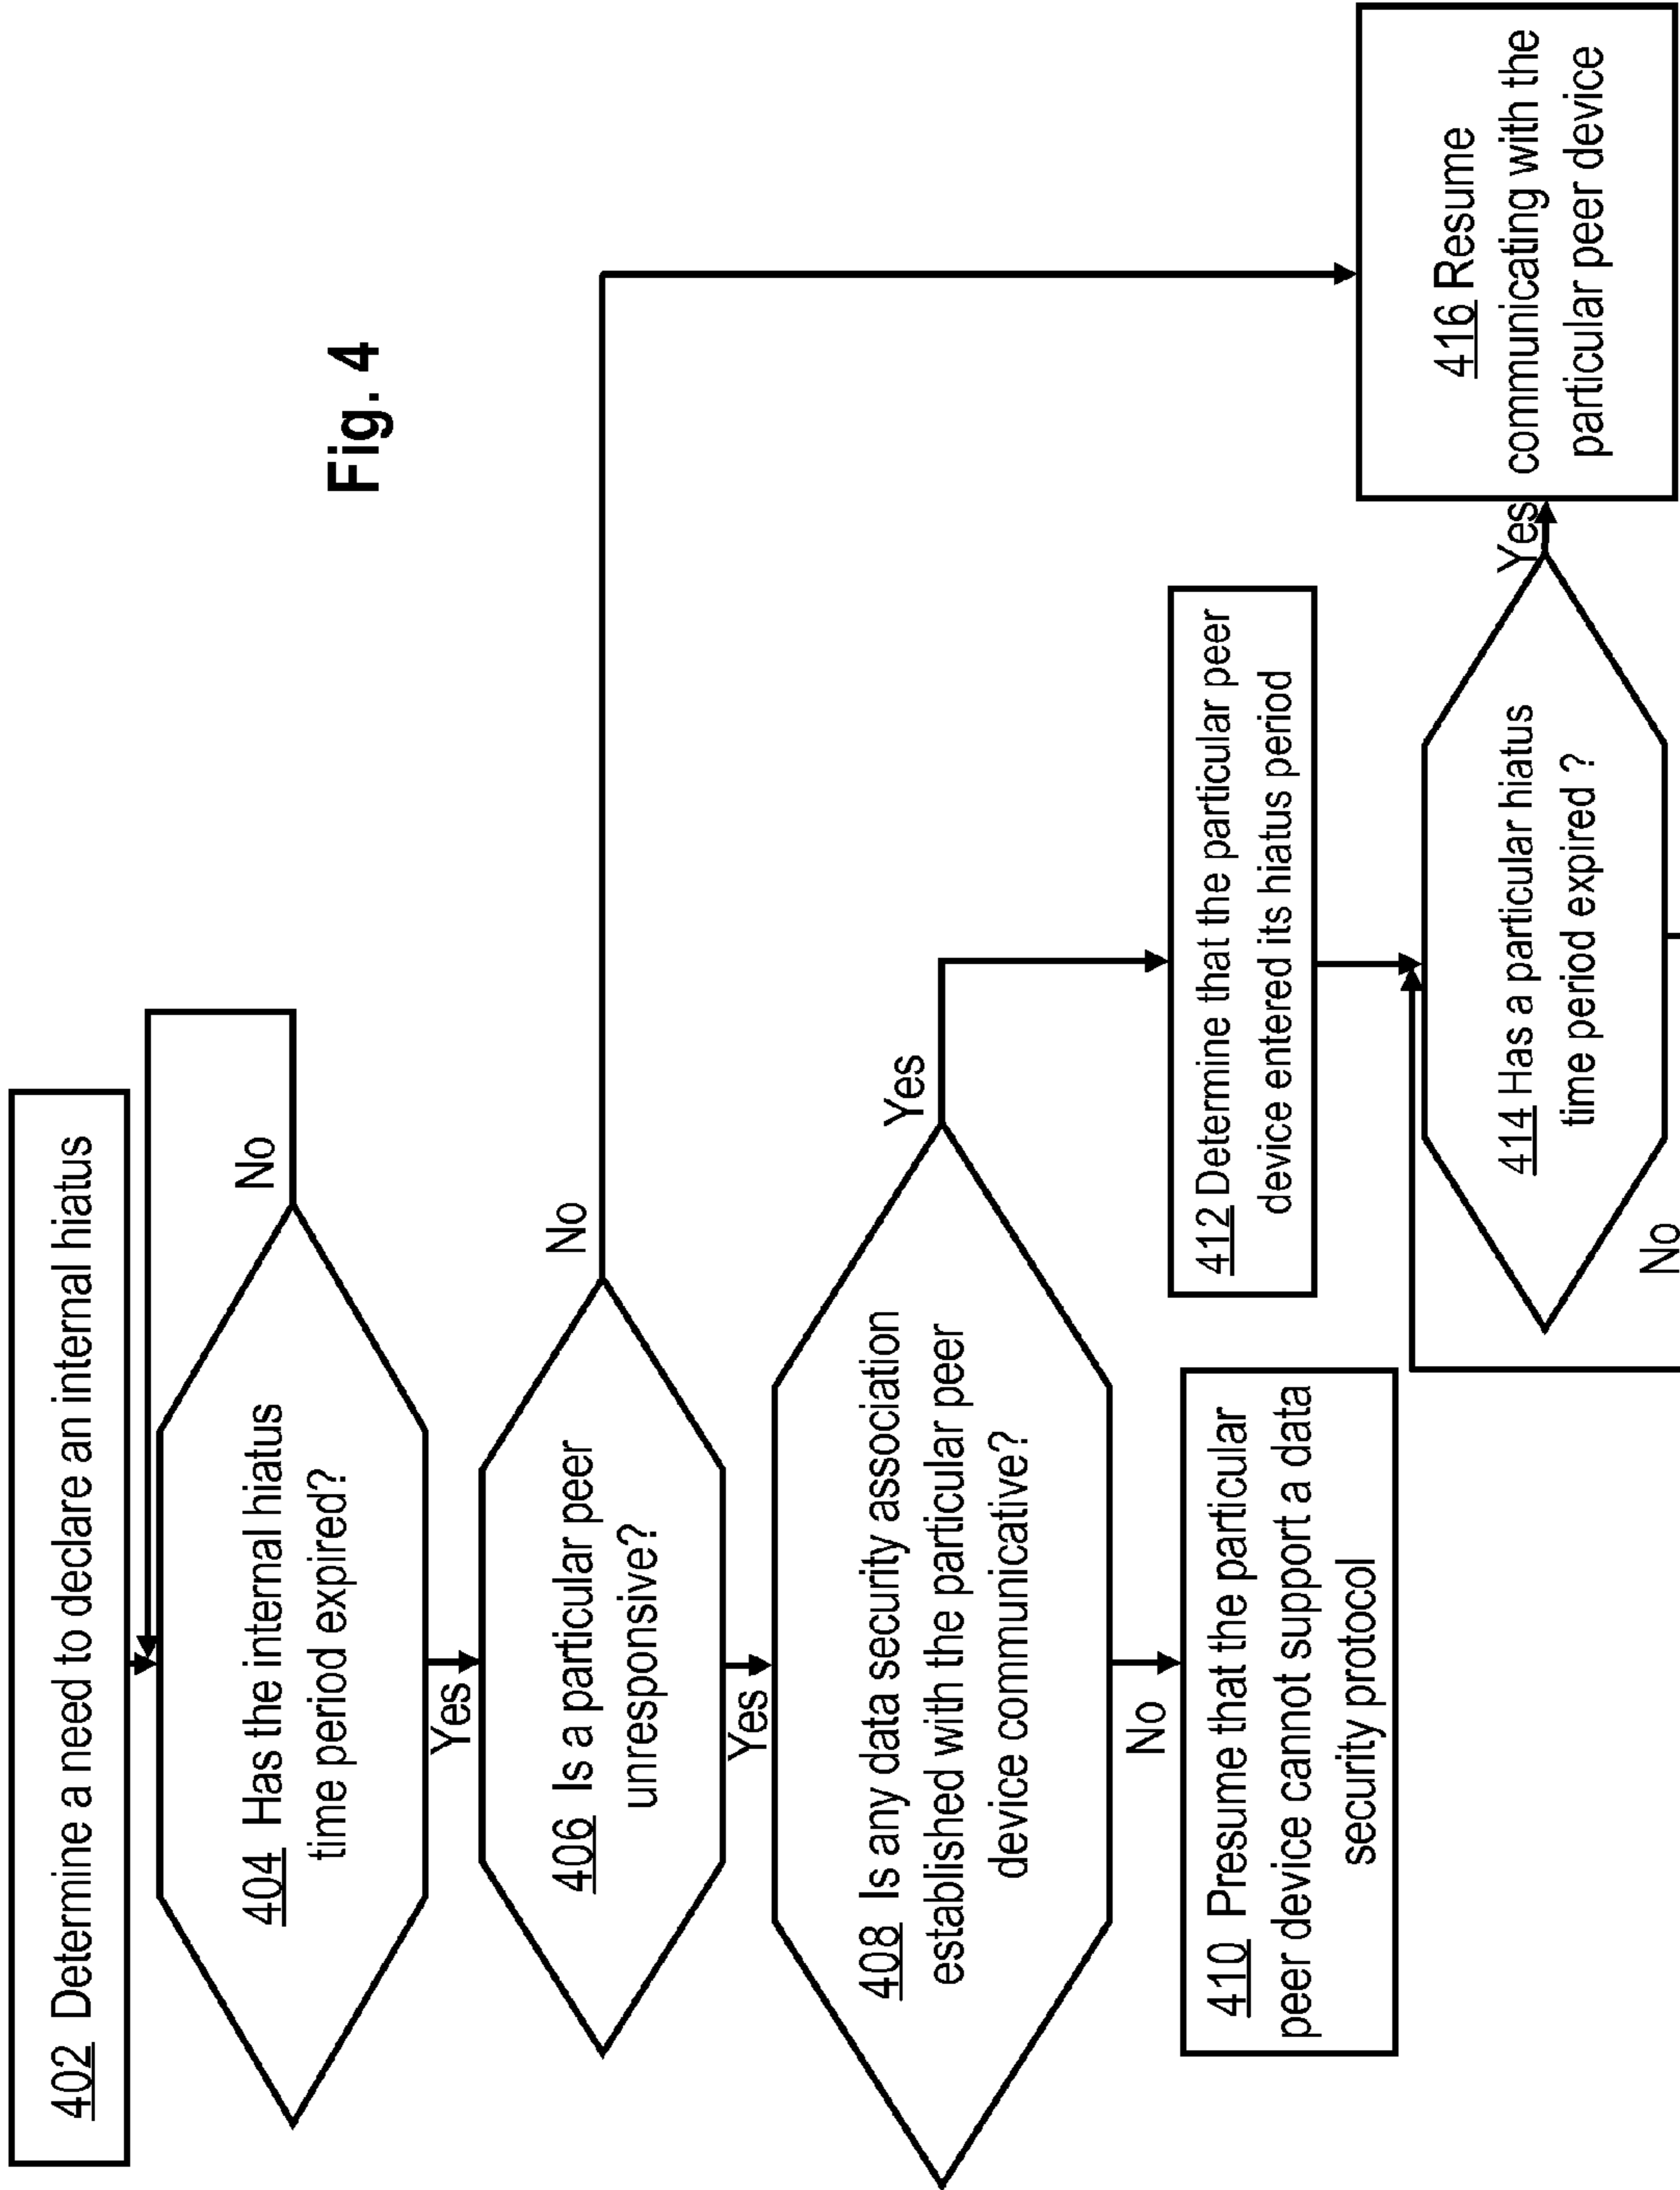 Fig. 4
402 Determine a need to declare an internal hiatus
404 Has the internal hiatus
time period expired?
No
Yes
406 Is a particular peer
unresponsive?
No
Yes
408 Is any data security association
established with the particular peer
device communicative?
Yes
No
410 Presume that the particular
peer device cannot support a data
security protocol
412 Determine that the particular peer
device entered its hiatus period
414 Has a particular hiatus
time period expired ?
Yes
No
416 Resume
communicating with the
particular peer device